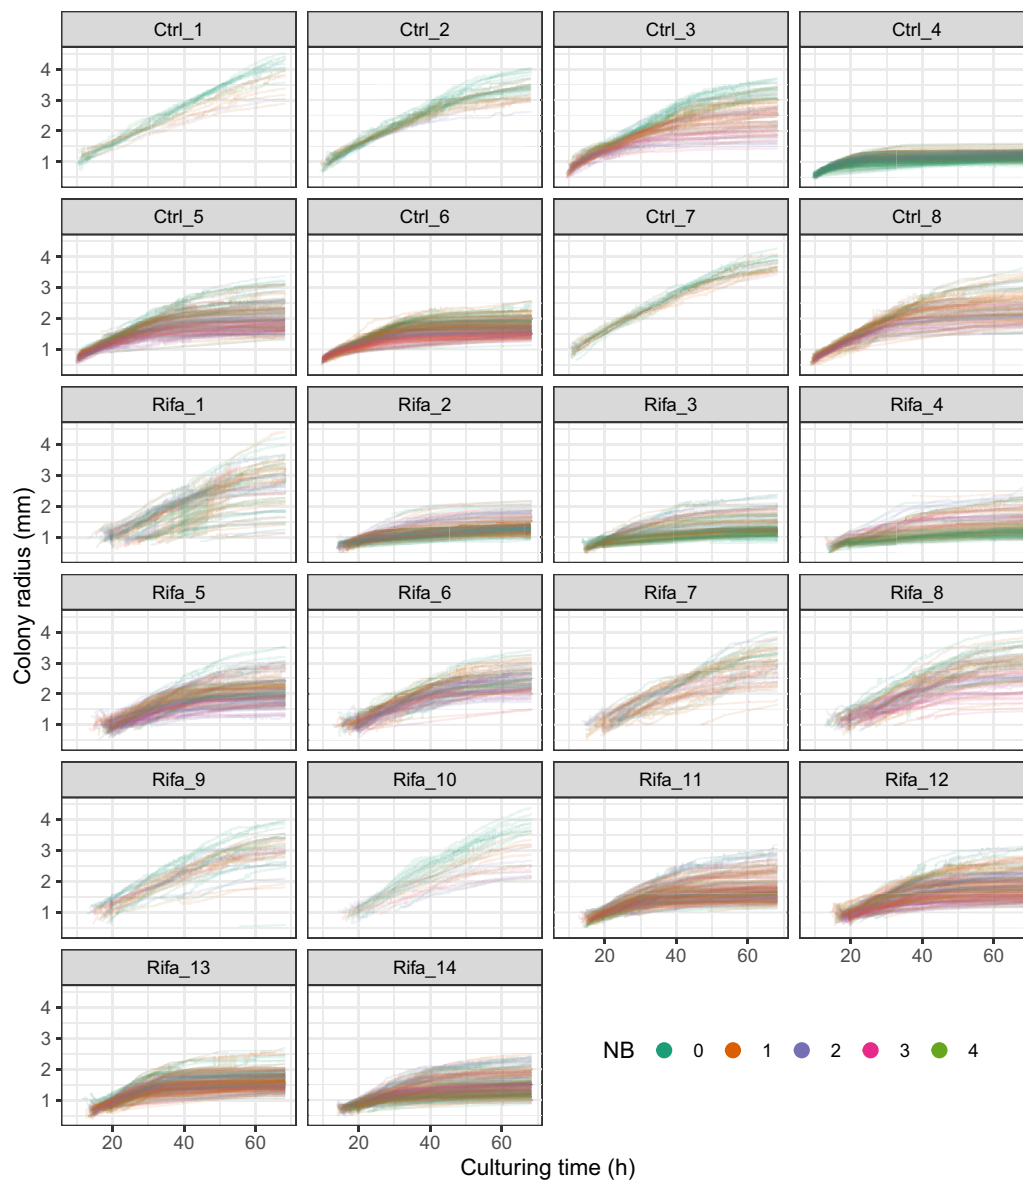 Ctrl_1 Ctrl_2 Ctrl_3 Ctrl_4
4
3
2
1
Ctrl_5 Ctrl_6 Ctrl_7 Ctrl_8
4
3
2
1
Rifa_1 Rifa_2 Rifa_3 Rifa_4
4
3
2
1
Colony radius (mm)
Rifa_5 Rifa_6 Rifa_7 Rifa_8
4
3
2
1
Rifa_9 Rifa_10 Rifa_11 Rifa_12
4
3
2
1
20 40 60 20 40 60
Rifa_13 Rifa_14
4
3
2
1
20 40 60 20 40 60
Culturing time (h)
NB 0 1 2 3 4